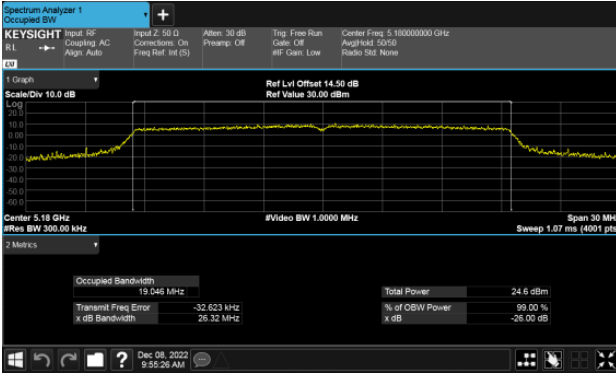 Spectrum Analyzer 1
Occupied BW
KEYSIGHT Input: RF Input Z: 50 Ω Atten: 30 dB Trig: Free Run Center Freq: 5.180000000 GHz
RL Coupling: AC Corrections: On Preamp: Off Gate: Off Avg|Hold: 50/50
Align: Auto Freq Ref: Int (S) #IF Gain: Low Radio Std: None
1 Graph
Ref Lvl Offset 14.50 dB
Scale/Div 10.0 dB Ref Value 30.00 dBm
Log
20.0
10.0
0.00
-10.0
-20.0
-30.0
-40.0
-50.0
-60.0
Center 5.18 GHz #Video BW 1.0000 MHz Span 30 MHz
#Res BW 300.00 kHz Sweep 1.07 ms (4001 pts
2 Metrics
Occupied Bandwidth
19.046 MHz Total Power 24.6 dBm
Transmit Freq Error -32.623 kHz % of OBW Power 99.00 %
x dB Bandwidth 26.32 MHz x dB -26.00 dB
Dec 08, 2022
9:55:26 AM